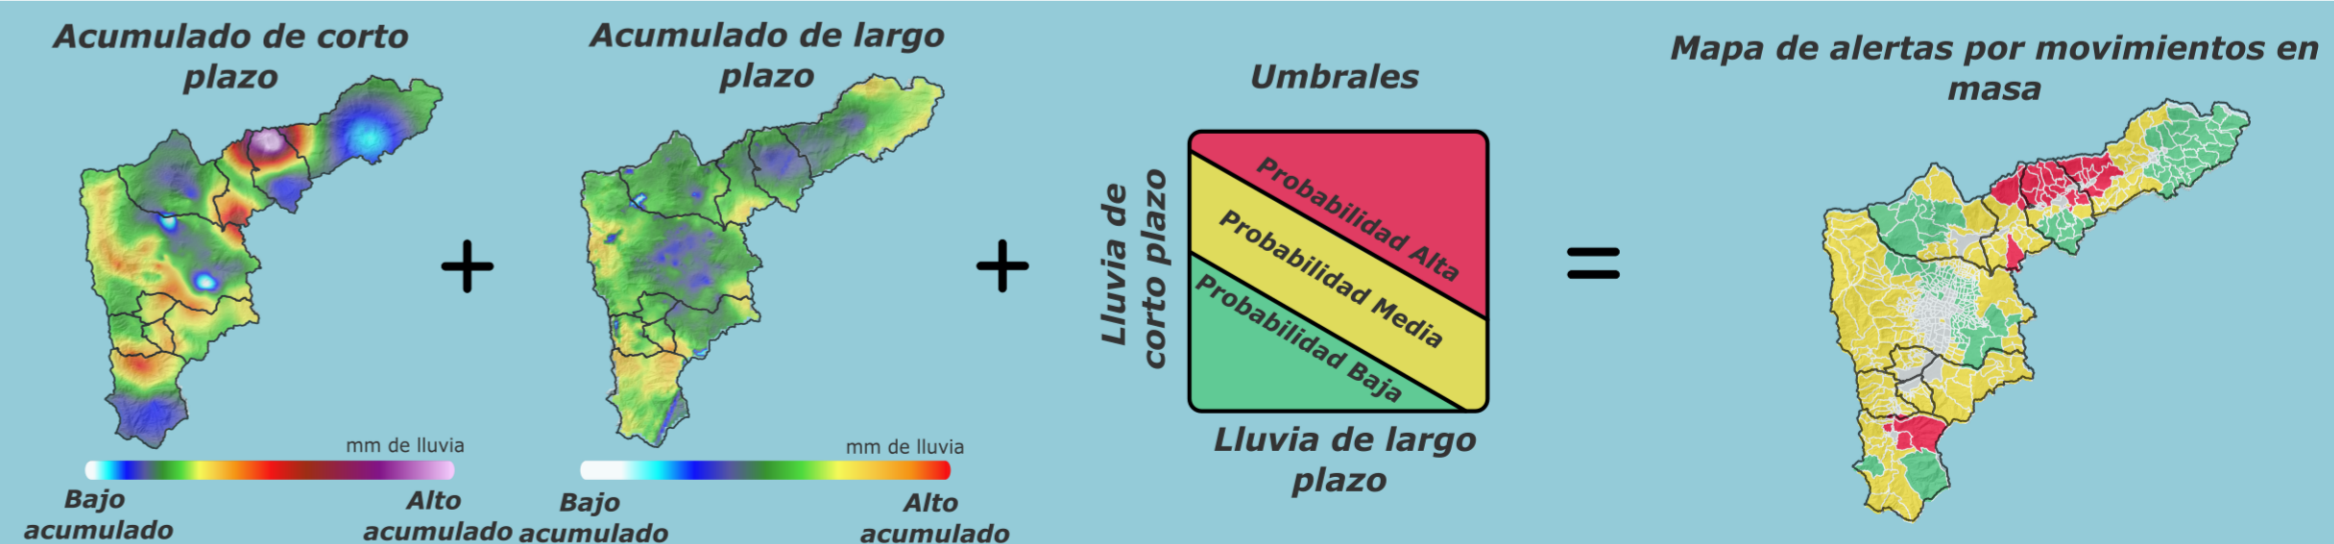 Acumulado de corto
plazo
mm de lluvia
Bajo
acumulado
Alto
acumulado
Acumulado de largo
plazo
mm de lluvia
Bajo
acumulado
Alto
acumulado
Umbrales
Lluvia de
corto plazo
Probabilidad Alta
Probabilidad Media
Probabilidad Baja
Lluvia de largo
plazo
Mapa de alertas por movimientos en
masa